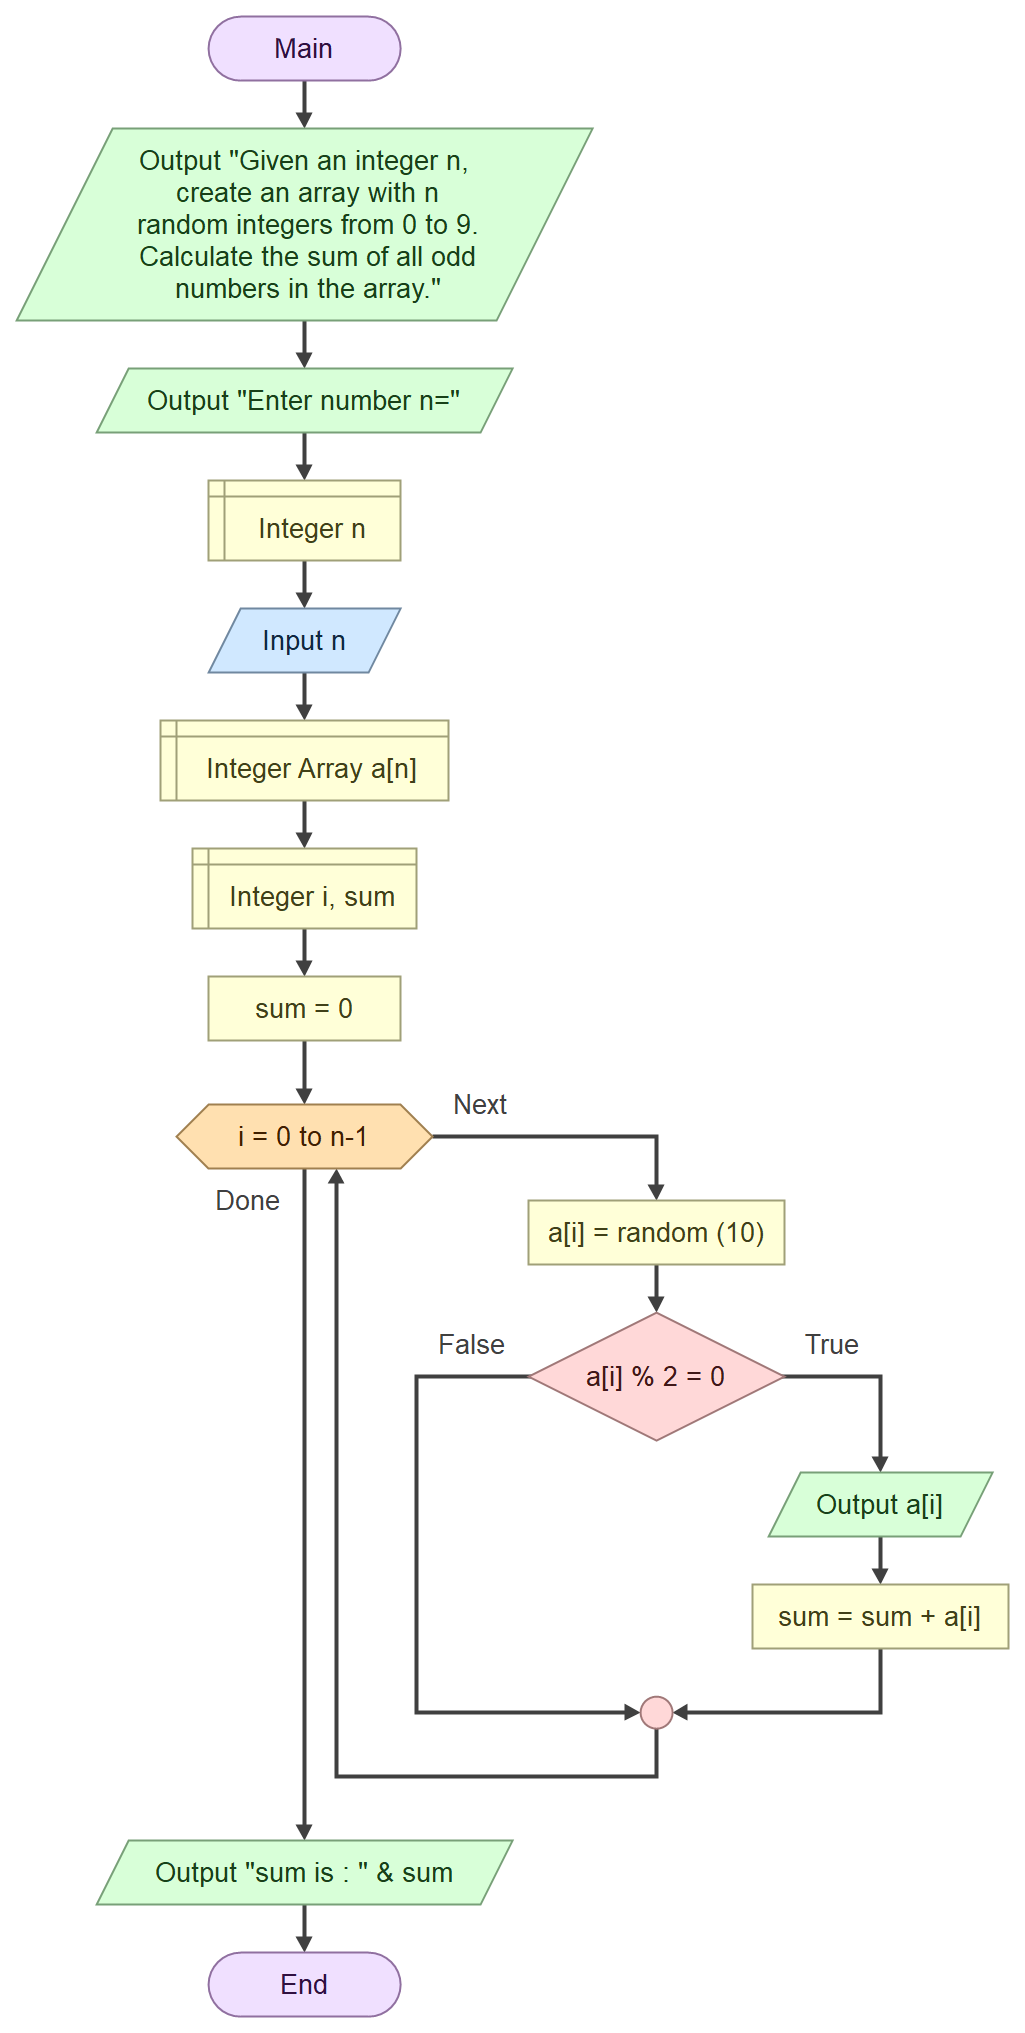 Main
Output "Given an integer n,
create an array with n
random integers from 0 to 9.
Calculate the sum of all odd
numbers in the array."
Output "Enter number n="
Integer n
Input n
Integer Array a[n]
Integer i, sum
sum = 0
i = 0 to n-1
Next
Done
a[i] = random (10)
False
True
a[i] % 2 = 0
Output a[i]
sum = sum + a[i]
Output "sum is : " & sum
End